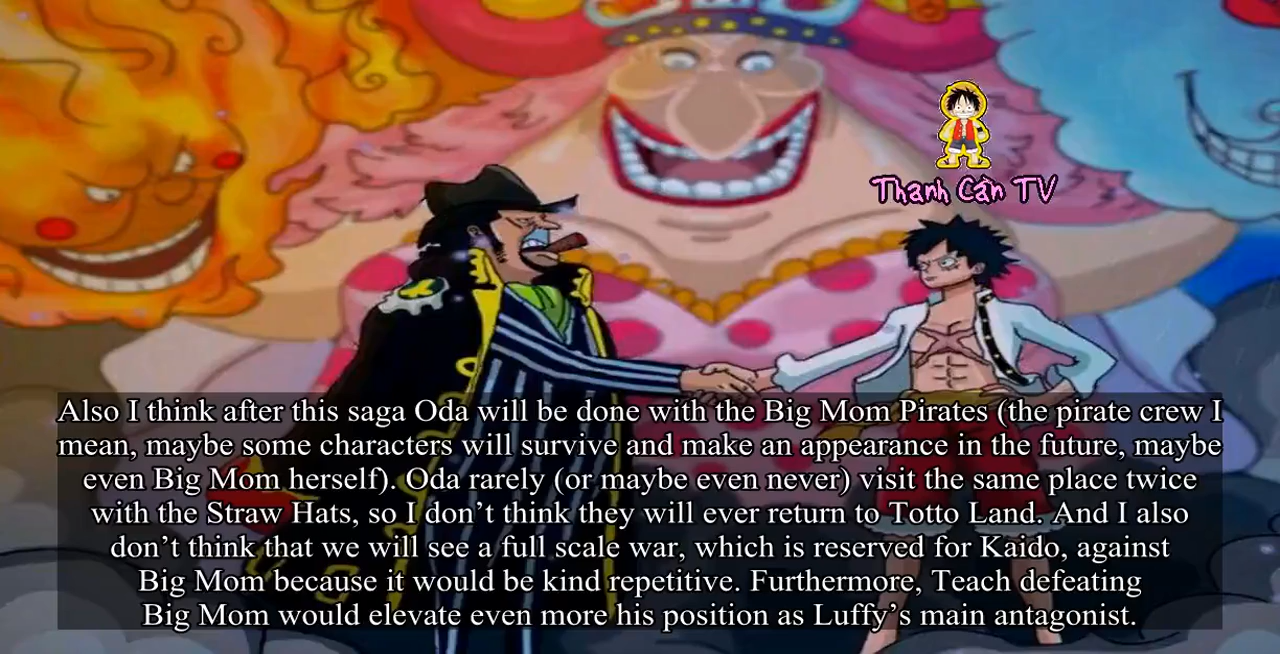 Thanh Cần TV
Also I think after this saga Oda will be done with the Big Mom Pirates (the pirate crew I
mean, maybe some characters will survive and make an appearance in the future, maybe
even Big Mom herself). Oda rarely (or maybe even never) visit the same place twice
with the Straw Hats, so I don’t think they will ever return to Totto Land. And I also
don’t think that we will see a full scale war, which is reserved for Kaido, against
Big Mom because it would be kind repetitive. Furthermore, Teach defeating
Big Mom would elevate even more his position as Luffy’s main antagonist.